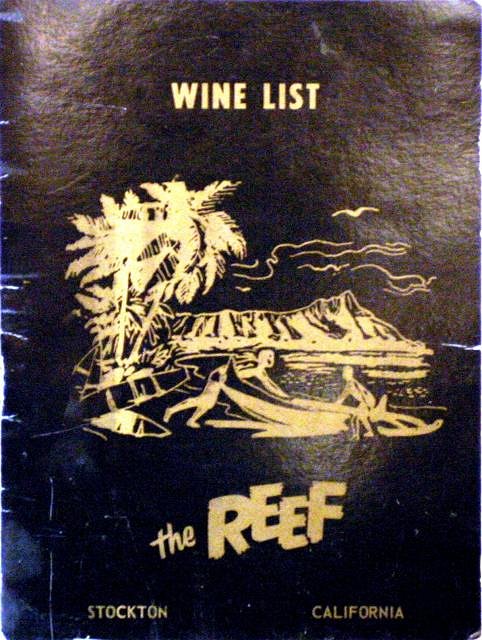 WINE LIST
the REEF
STOCKTON CALIFORNIA